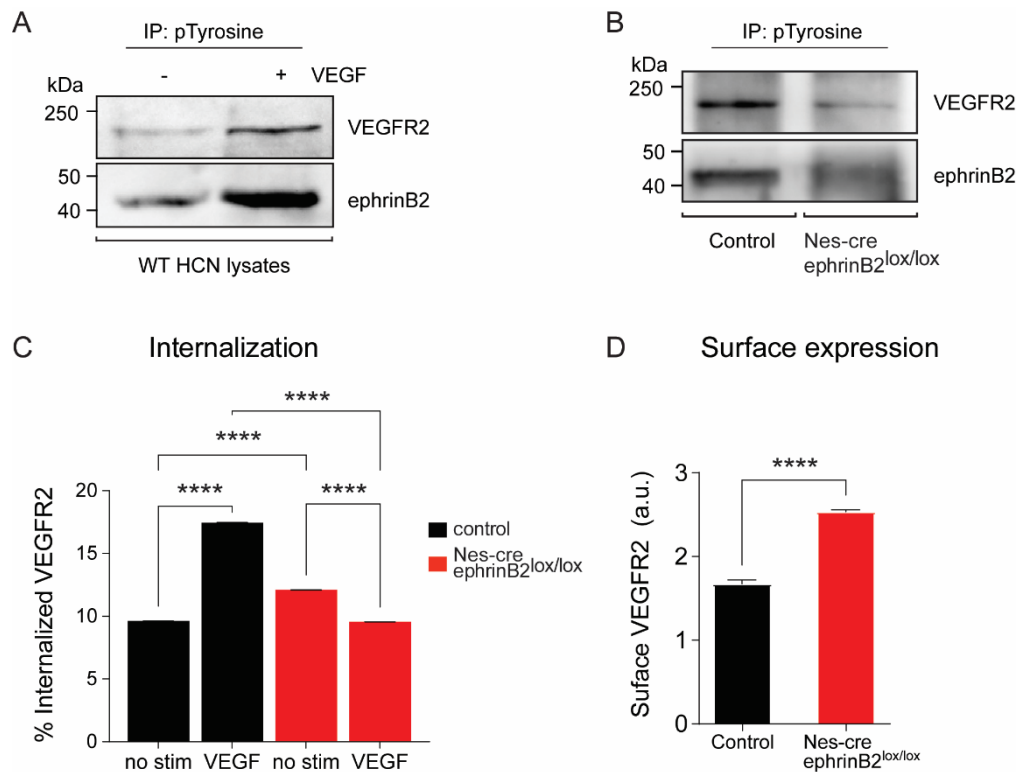 A
IP: pTyrosine
- + VEGF
kDa
250
VEGFR2
50
40
ephrinB2
WT HCN lysates
B
IP: pTyrosine
kDa
250
VEGFR2
50
40
ephrinB2
Control
Nes-cre
ephrinB2lox/lox
C Internalization
****
****
**** ****
% Internalized VEGFR2
20
15
10
5
0
no stim VEGF no stim VEGF
control
Nes-cre
ephrinB2lox/lox
D Surface expression
****
Suface VEGFR2 (a.u.)
3
2
1
0
Control
Nes-cre
ephrinB2lox/lox